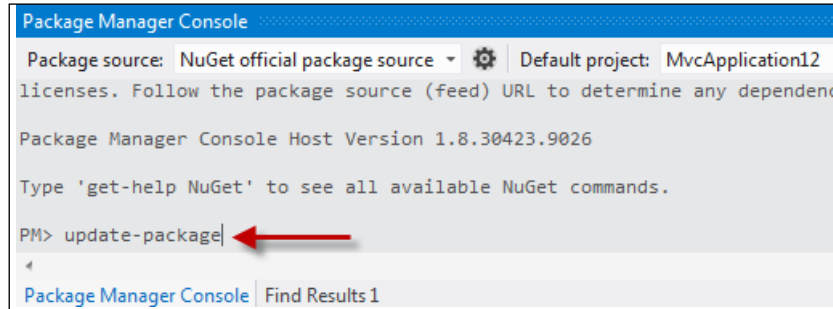 Package Manager Console
Package source: NuGet official package source Default project: MvcApplication12
licenses. Follow the package source (feed) URL to determine any
Package Manager Console Host Version 1.8.30423.9026
Type 'get-help NuGet' to see all available NuGet commands.
PM> update-package
Package Manager Console Find Results 1